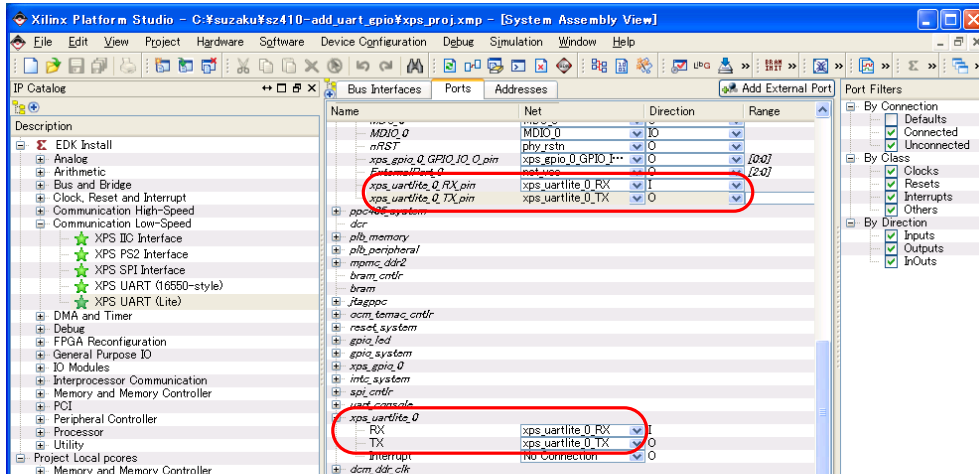 Xilinx Platform Studio - C:¥suzaku¥sz410-add_uart_gpio¥xps_proj.xmp - [System Assembly View]
File Edit View Project Hardware Software Device Configuration Debug Simulation Window Help
IP Catalog
Description
EDK Install
Analog
Arithmetic
Bus and Bridge
Clock, Reset and Interrupt
Communication High-Speed
Communication Low-Speed
XPS IIC Interface
XPS PS2 Interface
XPS SPI Interface
XPS UART (16550-style)
XPS UART (Lite)
DMA and Timer
Debug
FPGA Reconfiguration
General Purpose IO
IO Modules
Interprocessor Communication
Memory and Memory Controller
PCI
Peripheral Controller
Processor
Utility
Project Local pcores
Memory and Memory Controller
Bus Interfaces Ports Addresses Add External Port
Name Net Direction Range
MDIO_0 MDIO_0 IO
nRST phy_rstn O
xps_gpio_0_GPIO_IO_O_pin xps_gpio_0_GPIO_I… O [0:0]
ExternalPort_0 net_vcc O [2:0]
xps_uartlite_0_RX_pin xps_uartlite_0_RX I
xps_uartlite_0_TX_pin xps_uartlite_0_TX O
ppc405_system
dcr
plb_memory
plb_peripheral
mpmc_ddr2
bram_cntlr
bram
jtagppc
ocm_temac_cntlr
reset_system
gpio_led
gpio_system
xps_gpio_0
intc_system
spi_cntlr
uart_console
xps_uartlite_0
RX xps_uartlite_0_RX I
TX xps_uartlite_0_TX O
Interrupt No Connection O
dcm_ddr_clk
Port Filters
By Connection
Defaults
Connected
Unconnected
By Class
Clocks
Resets
Interrupts
Others
By Direction
Inputs
Outputs
InOuts